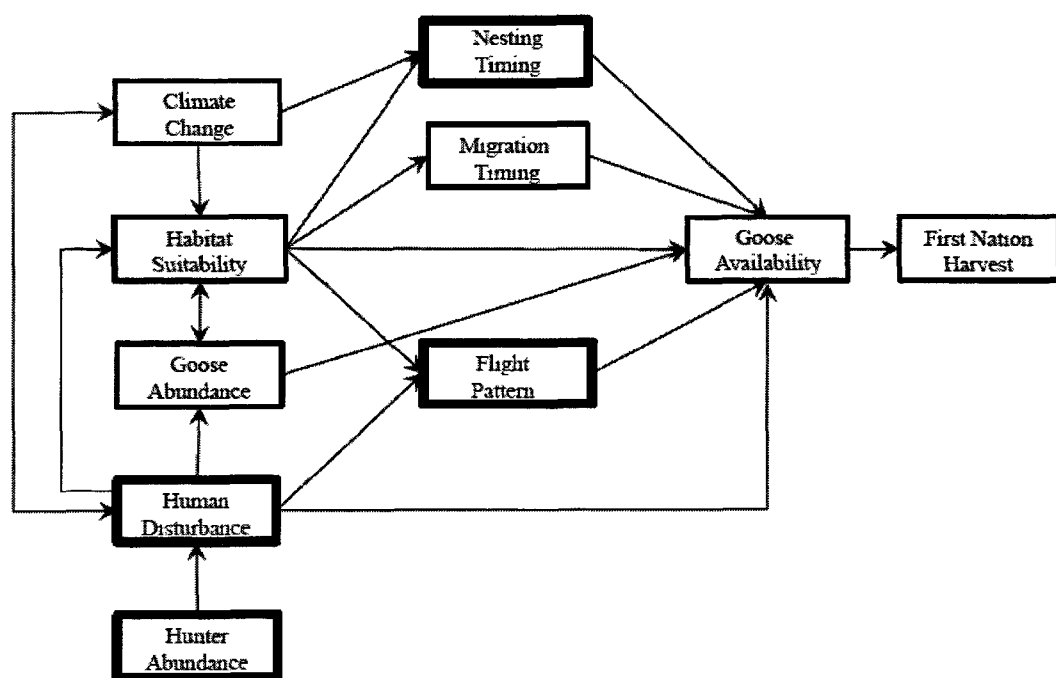 Nesting
Timing
Climate
Change
Migration
Timing
Habitat
Suitability
Goose
Availability
First Nation
Harvest
Goose
Abundance
Flight
Pattern
Human
Disturbance
Hunter
Abundance